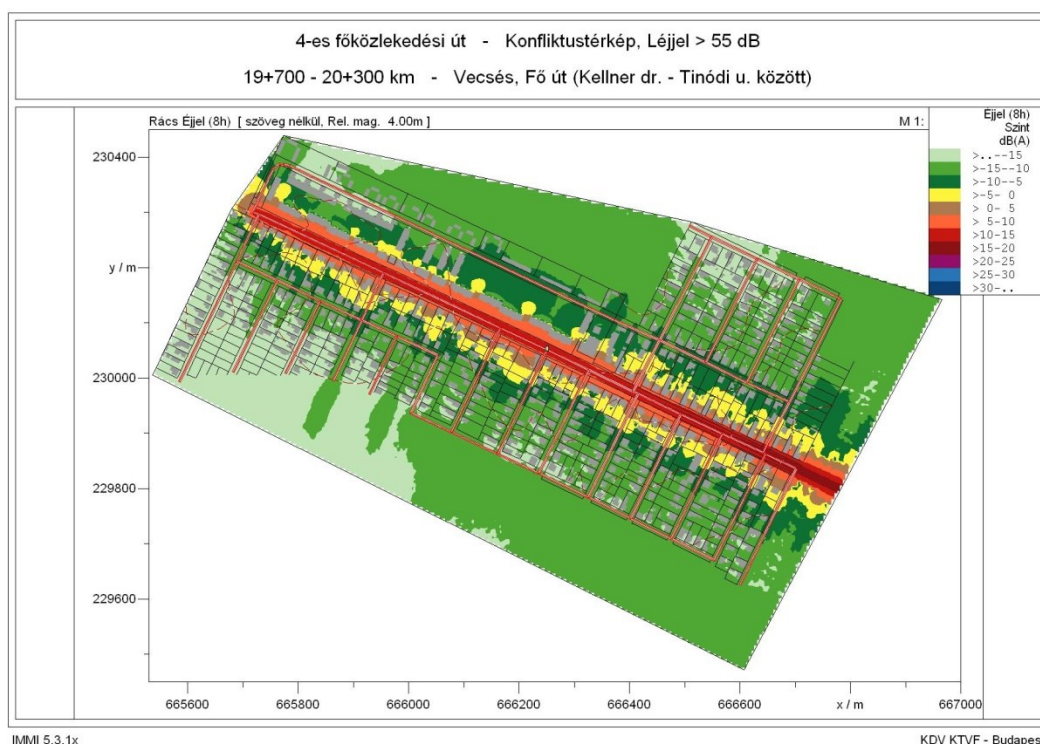 4-es főközlekedési út - Konfliktustérkép, Léjjel > 55 dB
19+700 - 20+300 km - Vecsés, Fő út (Kellner dr. - Tinódi u. között)
Rács Éjjel (8h) [ szöveg nélkül, Rel. mag. 4.00m ]
M 1:
Éjjel (8h)
Szint
dB(A)
>..--15
>-15--10
>-10--5
>-5- 0
> 0- 5
> 5-10
>10-15
>15-20
>20-25
>25-30
>30-..
230400
y / m
230000
229800
229600
665600 665800 666000 666200 666400 666600 x / m 667000
IMMI 5.3.1x
KDV KTVF - Budapes